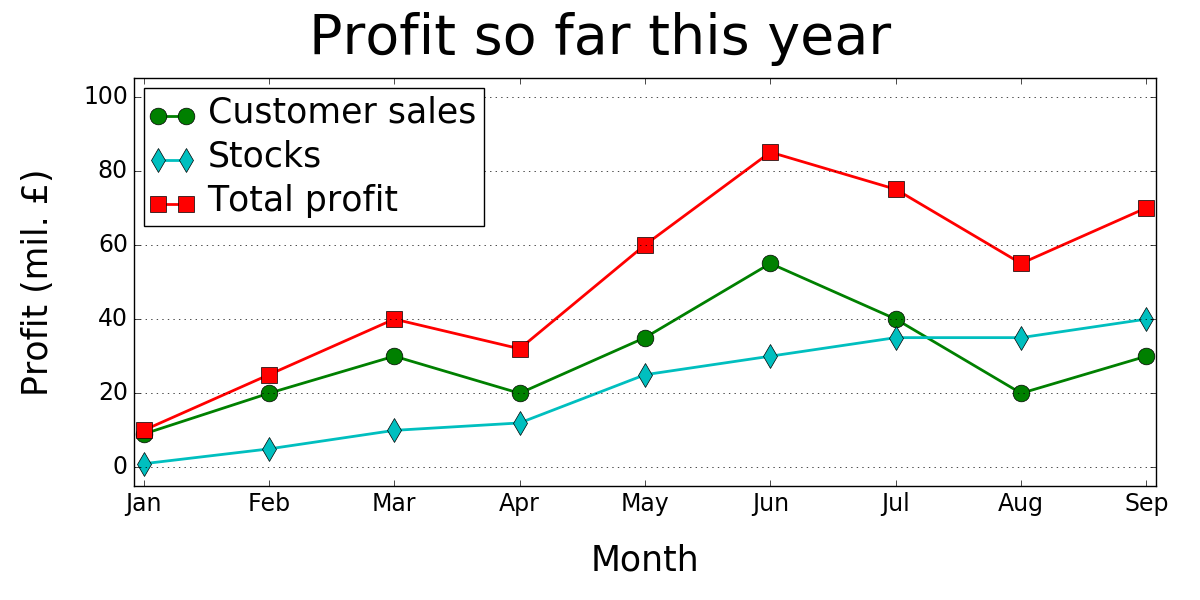 Profit so far this year
100
80
60
40
20
0
Profit (mil. £)
Customer sales
Stocks
Total profit
Jan Feb Mar Apr May Jun Jul Aug Sep
Month